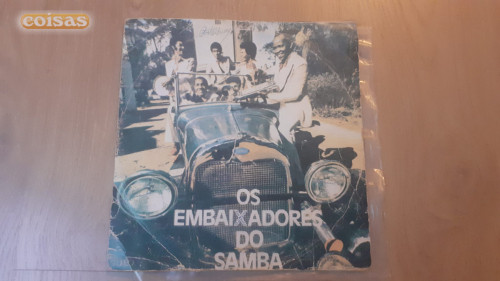 coisas
OS
EMBAIXADORES
DO
SAMBA